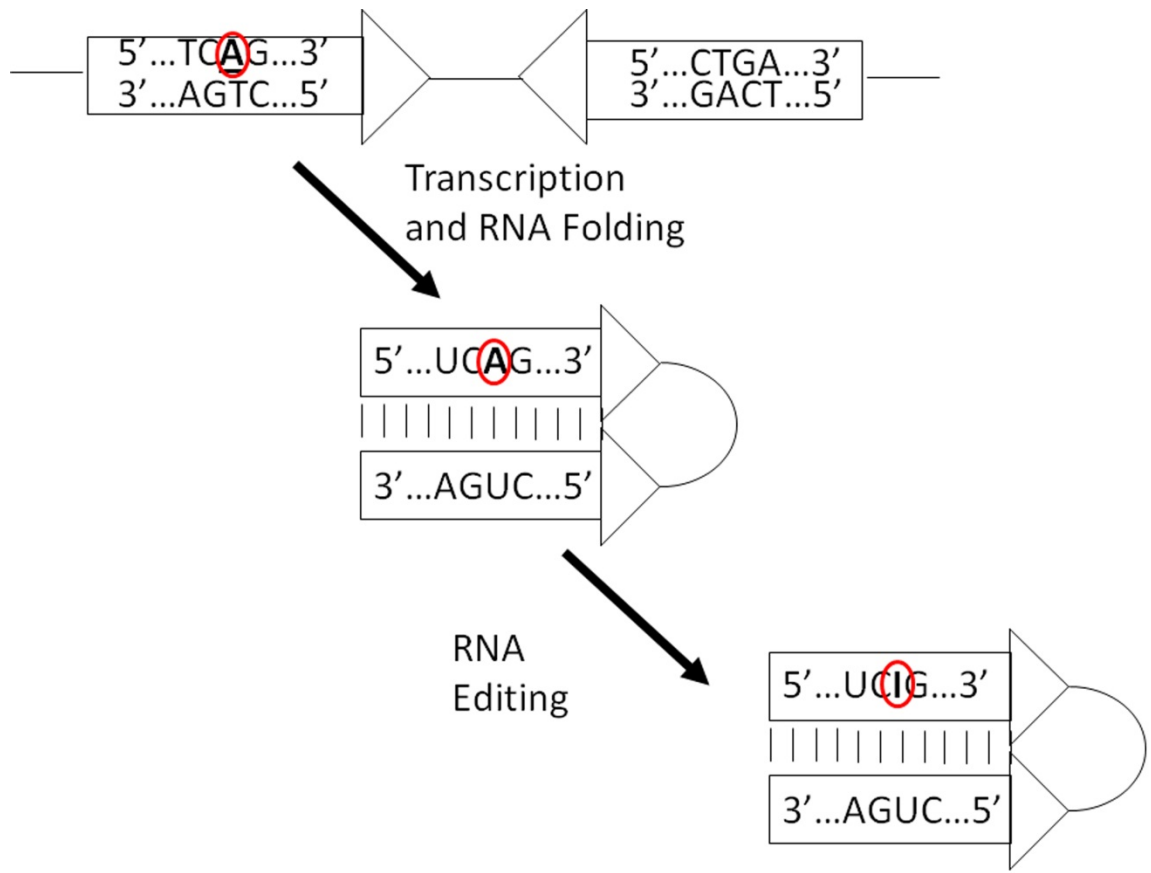 5’...TCAG...3’
3’...AGTC...5’
5’...CTGA...3’
3’...GACT...5’
Transcription
and RNA Folding
5’...UCAG...3’
3’...AGUC...5’
RNA
Editing
5’...UCIG...3’
3’...AGUC...5’